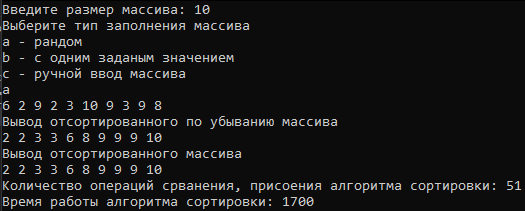 Введите размер массива: 10
Выберите тип заполнения массива
a - рандом
b - с одним заданым значением
c - ручной ввод массива
a
6 2 9 2 3 10 9 3 9 8
Вывод отсортированного по убыванию массива
2 2 3 3 6 8 9 9 9 10
Вывод отсортированного массива
2 2 3 3 6 8 9 9 9 10
Количество операций срванения, присоения алгоритма сортировки: 51
Время работы алгоритма сортировки: 1700